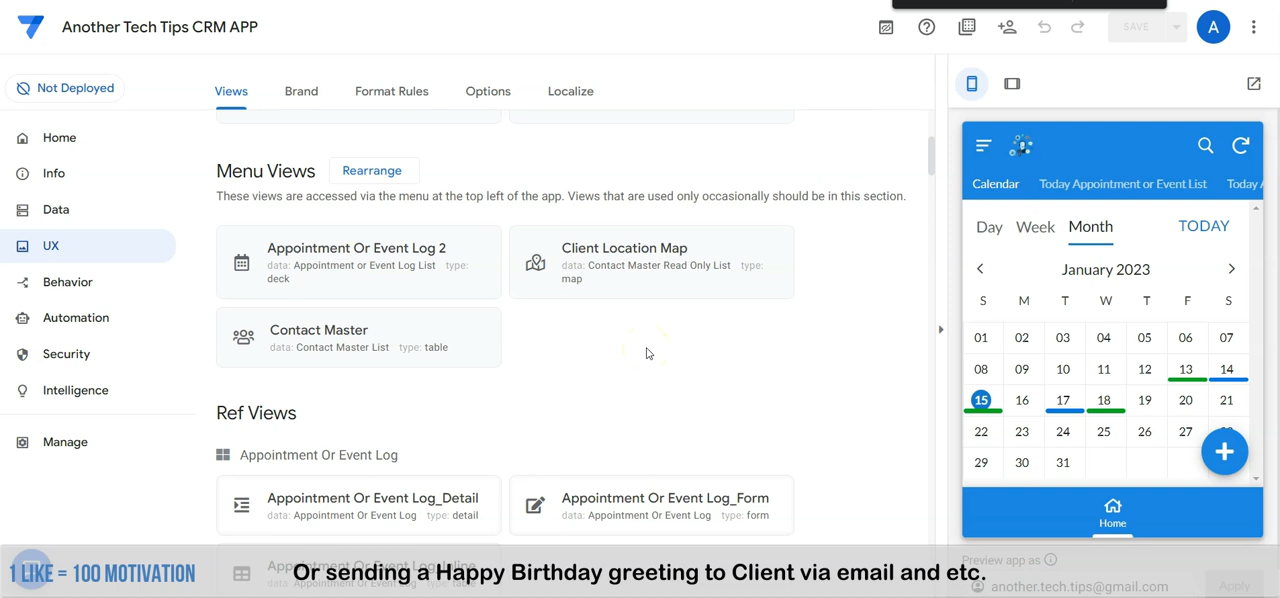 Another Tech Tips CRM APP
SAVE
A
Not Deployed
Views
Brand
Format Rules
Options
Localize
Home
Info
Data
UX
Behavior
Automation
Security
Intelligence
Manage
Menu Views
Rearrange
These views are accessed via the menu at the top left of the app. Views that are used only occasionally should be in this section.
Appointment Or Event Log 2
data: Appointment or Event Log List type:
deck
Client Location Map
data: Contact Master Read Only List type:
map
Contact Master
data: Contact Master List type: table
Ref Views
Appointment Or Event Log
Appointment Or Event Log_Detail
data: Appointment Or Event Log type: detail
Appointment Or Event Log_Form
data: Appointment Or Event Log type: form
Appointment Or Event Log_Inline
Calendar Today Appointment or Event List Today
Day Week Month TODAY
January 2023
S M T W T F S
01 02 03 04 05 06 07
08 09 10 11 12 13 14
15 16 17 18 19 20 21
22 23 24 25 26 27
29 30 31
Home
Preview app as
another.tech.tips@gmail.com
Apply
1 LIKE = 100 MOTIVATION
Or sending a Happy Birthday greeting to Client via email and etc.